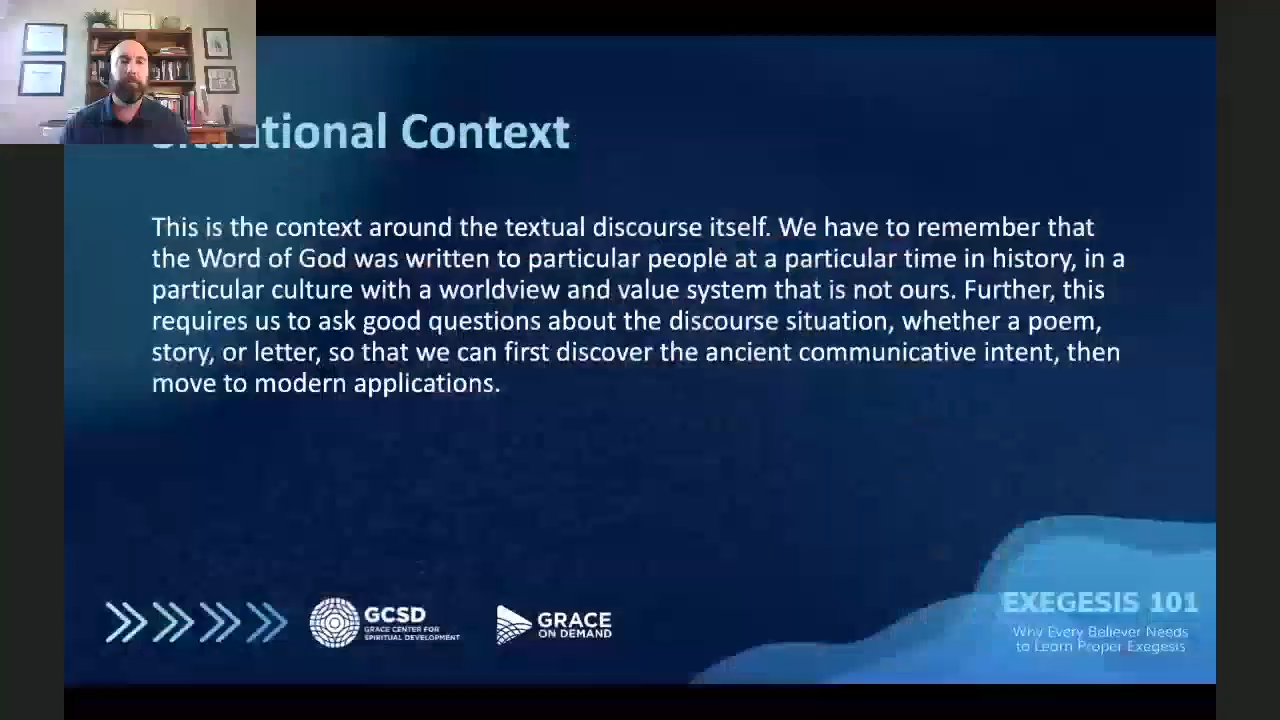 Situational Context
This is the context around the textual discourse itself. We have to remember that
the Word of God was written to particular people at a particular time in history, in a
particular culture with a worldview and value system that is not ours. Further, this
requires us to ask good questions about the discourse situation, whether a poem,
story, or letter, so that we can first discover the ancient communicative intent, then
move to modern applications.
GCSD
GRACE CENTER FOR
SPIRITUAL DEVELOPMENT
GRACE
ON DEMAND
EXEGESIS 101
Why Every Believer Needs
to Learn Proper Exegesis